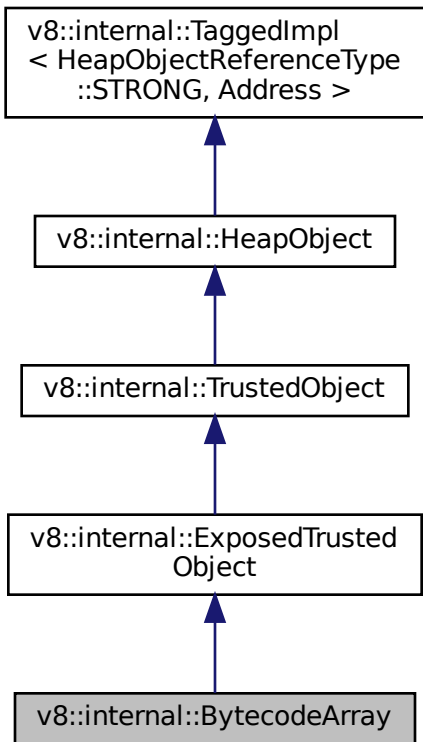 v8::internal::TaggedImpl
< HeapObjectReferenceType
::STRONG, Address >
v8::internal::HeapObject
v8::internal::TrustedObject
v8::internal::ExposedTrusted
Object
v8::internal::BytecodeArray